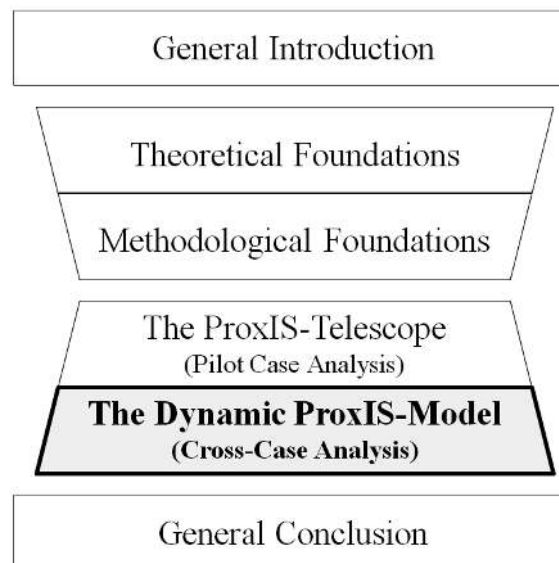 General Introduction
Theoretical Foundations
Methodological Foundations
The ProxIS-Telescope
(Pilot Case Analysis)
The Dynamic ProxIS-Model
(Cross-Case Analysis)
General Conclusion